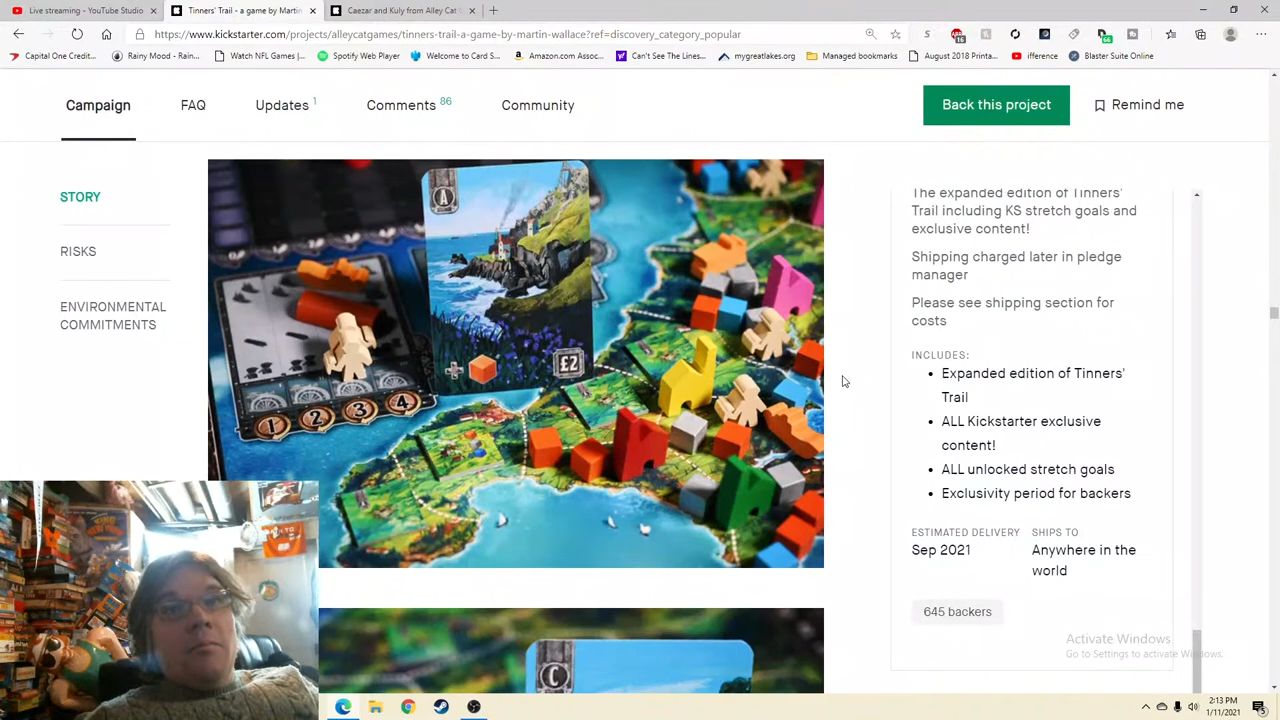 Live streaming - YouTube Studio
Tinners' Trail - a game by Martin
Caezar and Kuly from Alley Cat
https://www.kickstarter.com/projects/alleycatgames/tinners-trail-a-game-by-martin-wallace?ref=discovery_category_popular
Capital One Credit...
Rainy Mood - Rain...
Watch NFL Games |...
Spotify Web Player
Welcome to Card S...
Amazon.com Assoc...
Can't See The Lines...
mygreatlakes.org
Managed bookmarks
August 2018 Printa...
ifference
Blaster Suite Online
Campaign
FAQ
Updates 1
Comments 86
Community
Back this project
Remind me
STORY
RISKS
ENVIRONMENTAL
COMMITMENTS
A
£2
1 2 3 4
C
The expanded edition of Tinners'
Trail including KS stretch goals and
exclusive content!
Shipping charged later in pledge
manager
Please see shipping section for
costs
INCLUDES:
Expanded edition of Tinners'
Trail
ALL Kickstarter exclusive
content!
ALL unlocked stretch goals
Exclusivity period for backers
ESTIMATED DELIVERY
Sep 2021
SHIPS TO
Anywhere in the
world
645 backers
Activate Windows
Go to Settings to activate Windows.
2:13 PM
1/11/2021